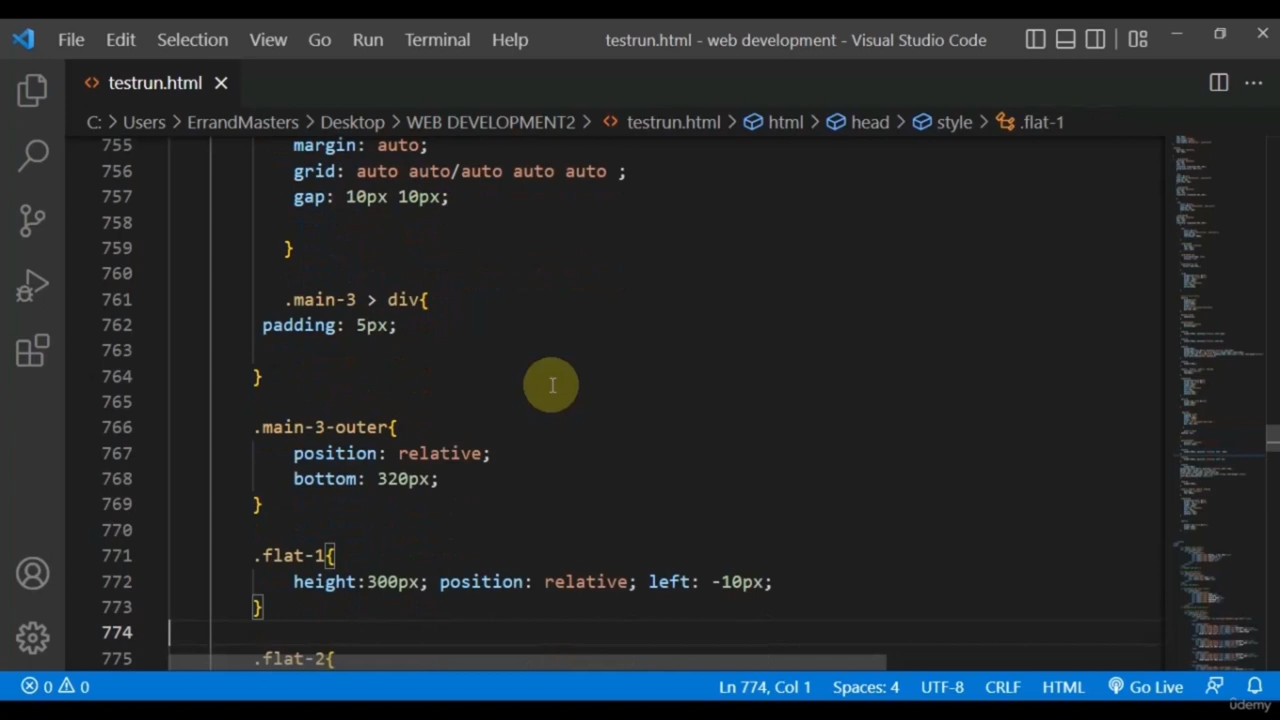 File Edit Selection View Go Run Terminal Help testrun.html - web development - Visual Studio Code
testrun.html
C: > Users > ErrandMasters > Desktop > WEB DEVELOPMENT2 > testrun.html > html > head > style > .flat-1
755 margin: auto;
756 grid: auto auto/auto auto auto ;
757 gap: 10px 10px;
758
759 }
760
761 .main-3 > div{
762 padding: 5px;
763
764 }
765
766 .main-3-outer{
767 position: relative;
768 bottom: 320px;
769 }
770
771 .flat-1{
772 height:300px; position: relative; left: -10px;
773 }
774
775 .flat-2{
0 0 Ln 774, Col 1 Spaces: 4 UTF-8 CRLF HTML Go Live
ûdemy